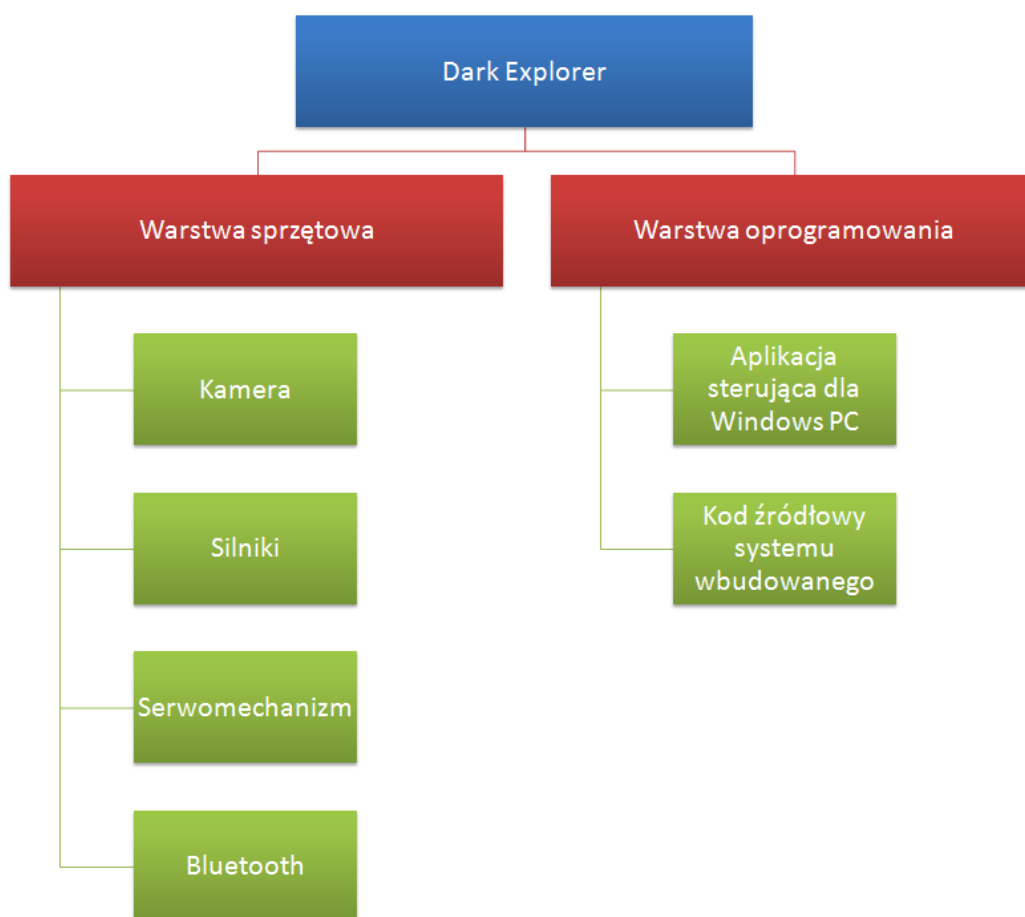 Dark Explorer
Warstwa sprzętowa
Kamera
Silniki
Serwomechanizm
Bluetooth
Warstwa oprogramowania
Aplikacja
sterująca dla
Windows PC
Kod źródłowy
systemu
wbudowanego